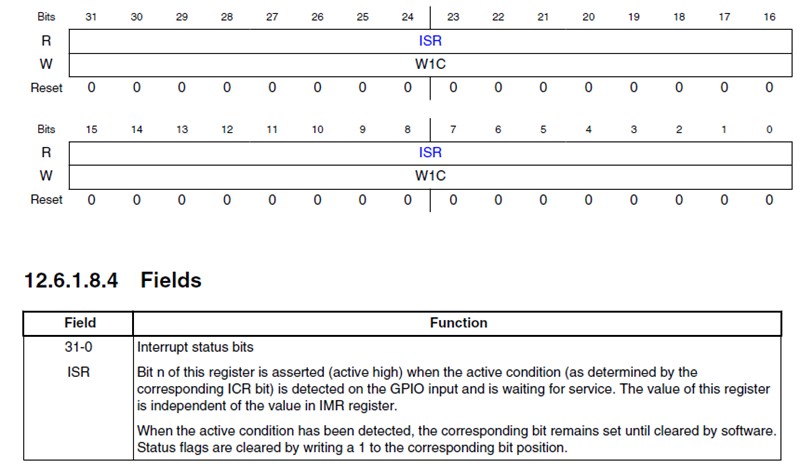 Bits 31 30 29 28 27 26 25 24 23 22 21 20 19 18 17 16
R ISR
W W1C
Reset 0 0 0 0 0 0 0 0 0 0 0 0 0 0 0 0
Bits 15 14 13 12 11 10 9 8 7 6 5 4 3 2 1 0
R ISR
W W1C
Reset 0 0 0 0 0 0 0 0 0 0 0 0 0 0 0 0
12.6.1.8.4 Fields
Field Function
31-0 Interrupt status bits
ISR Bit n of this register is asserted (active high) when the active condition (as determined by the
corresponding ICR bit) is detected on the GPIO input and is waiting for service. The value of this register
is independent of the value in IMR register.
When the active condition has been detected, the corresponding bit remains set until cleared by software.
Status flags are cleared by writing a 1 to the corresponding bit position.